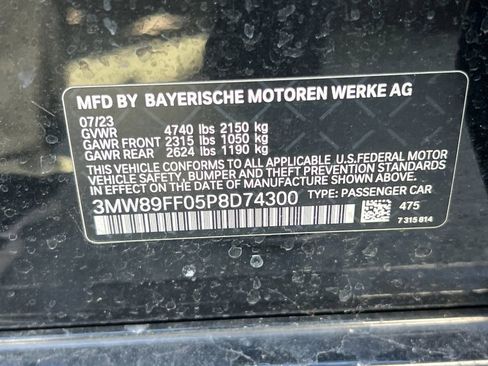 MFD BY BAYERISCHE MOTOREN WERKE AG
07/23
GVWR 4740 lbs 2150 kg
GAWR FRONT 2315 lbs 1050 kg
GAWR REAR 2624 lbs 1190 kg
THIS VEHICLE CONFORMS TO ALL APPLICABLE U.S.FEDERAL MOTOR
VEHICLE SAFETY, BUMPER, AND THEFT PREVENTION STANDARDS
IN EFFECT ON THE DATE OF MANUFACTURE SHOWN ABOVE.
3MW89FF05P8D74300 TYPE: PASSENGER CAR
475
7 315 814